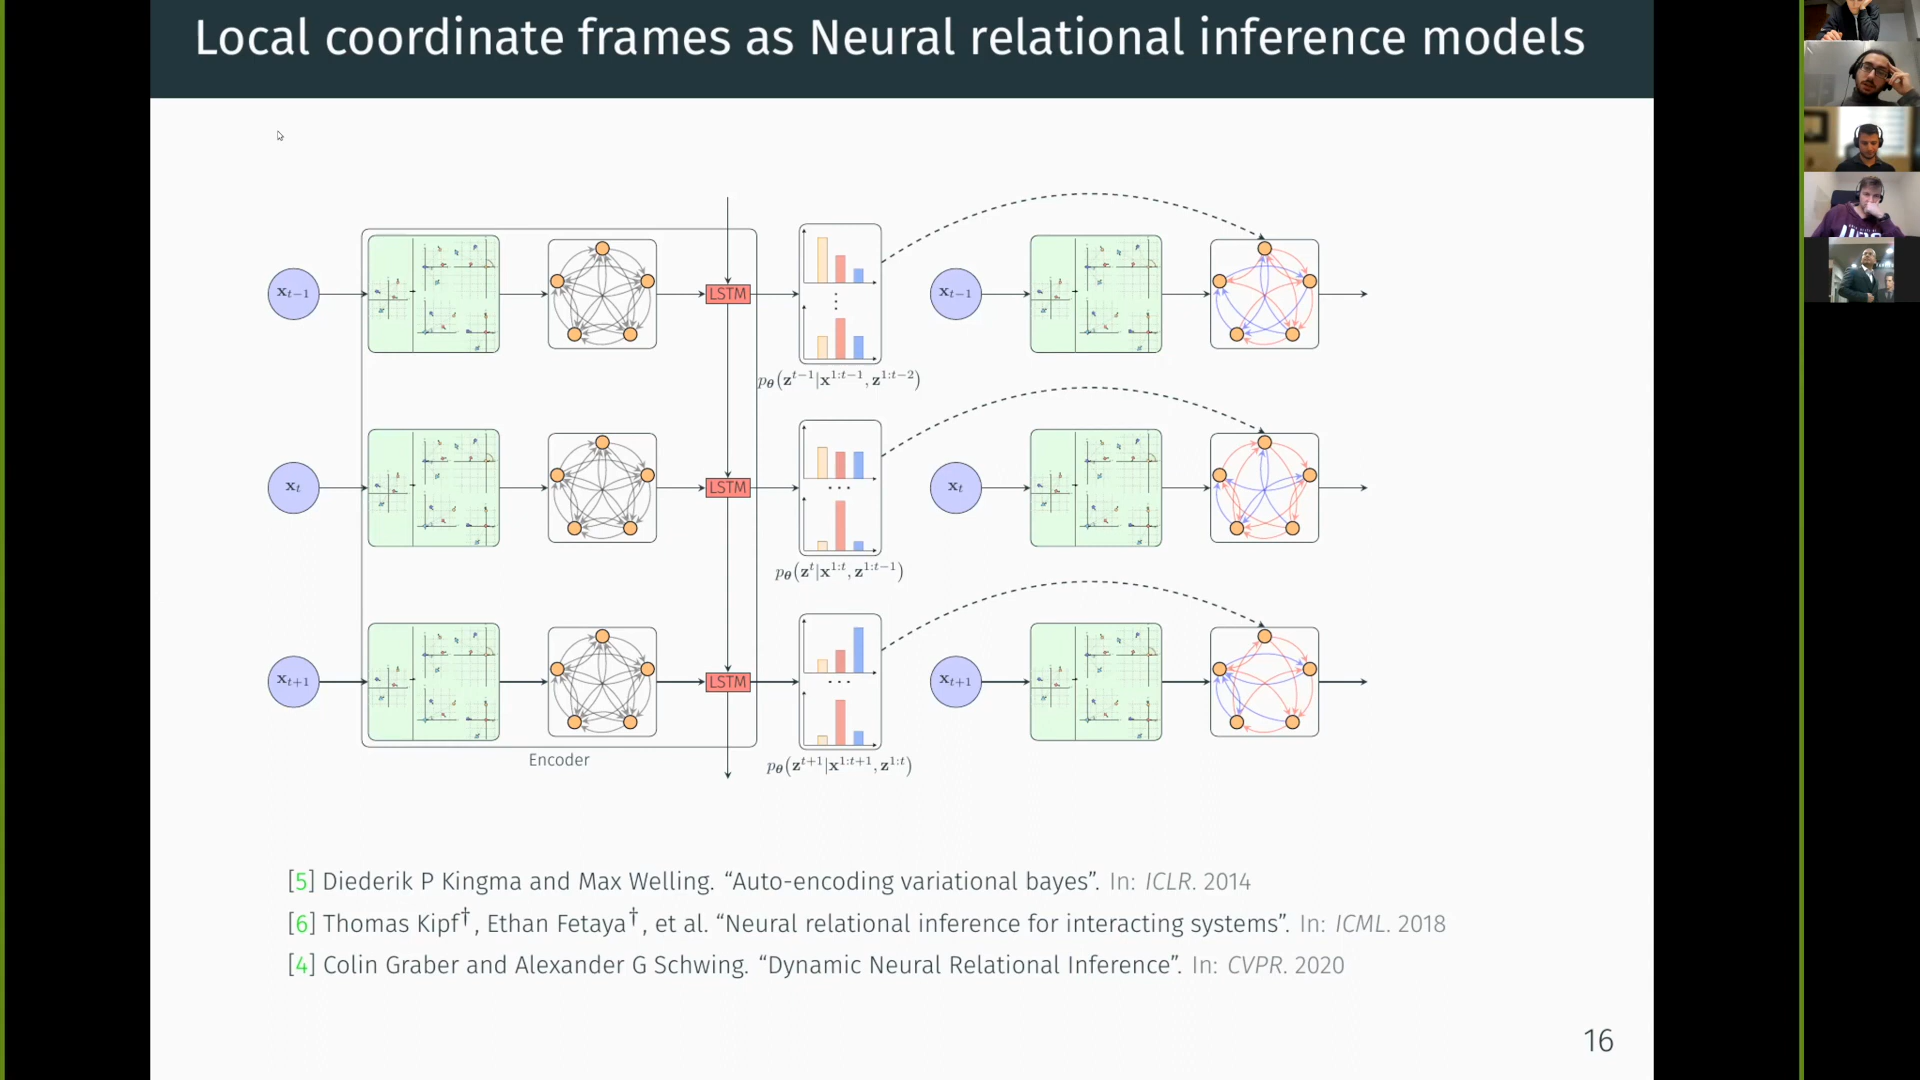 Local coordinate frames as Neural relational inference models
x_{t−1}
LSTM
p_θ(z^{t−1}|x^{1:t−1}, z^{1:t−2})
x_{t−1}
x_t
LSTM
p_θ(z^t|x^{1:t}, z^{1:t−1})
x_t
x_{t+1}
LSTM
p_θ(z^{t+1}|x^{1:t+1}, z^{1:t})
x_{t+1}
Encoder
[5] Diederik P Kingma and Max Welling. “Auto-encoding variational bayes”. In: ICLR. 2014
[6] Thomas Kipf†, Ethan Fetaya†, et al. “Neural relational inference for interacting systems”. In: ICML. 2018
[4] Colin Graber and Alexander G Schwing. “Dynamic Neural Relational Inference”. In: CVPR. 2020
16